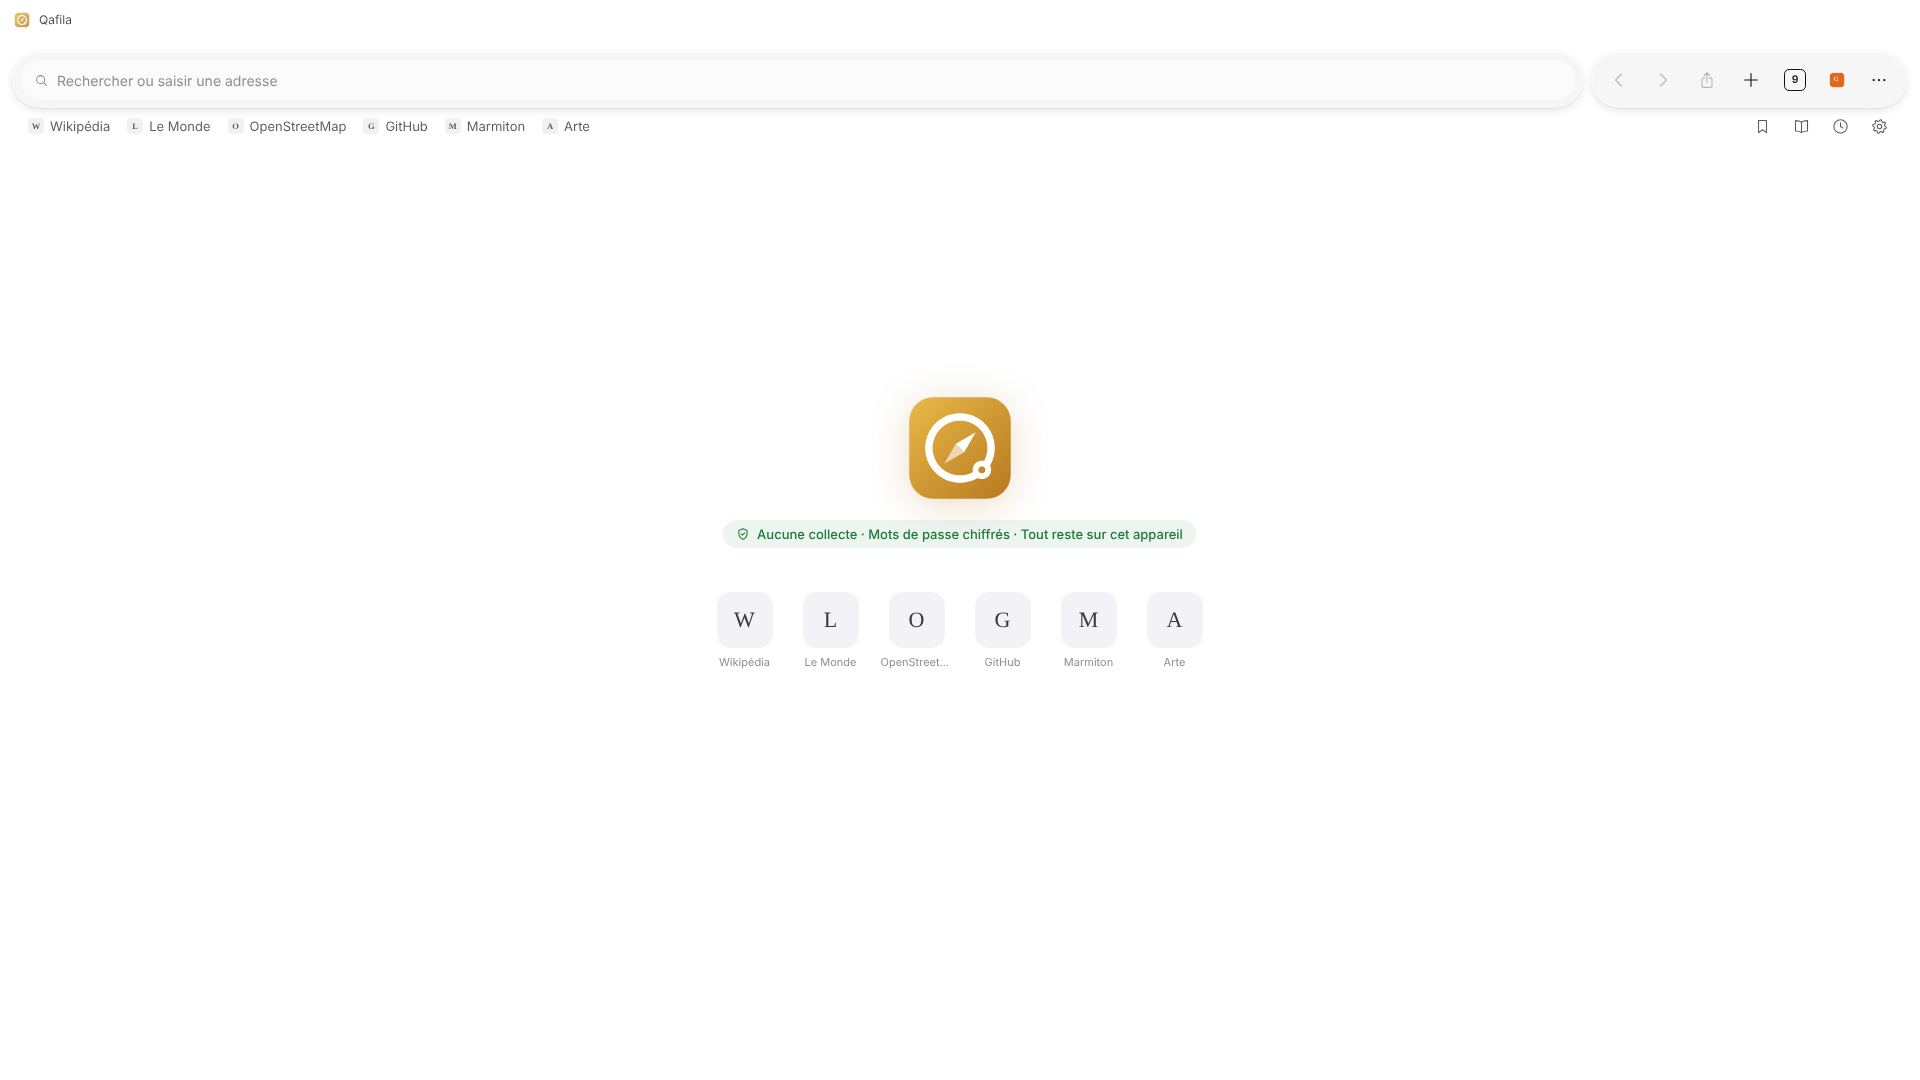 Qafila
Rechercher ou saisir une adresse
9
W Wikipédia L Le Monde O OpenStreetMap G GitHub M Marmiton A Arte
Aucune collecte · Mots de passe chiffrés · Tout reste sur cet appareil
W L O G M A
Wikipédia Le Monde OpenStreet... GitHub Marmiton Arte